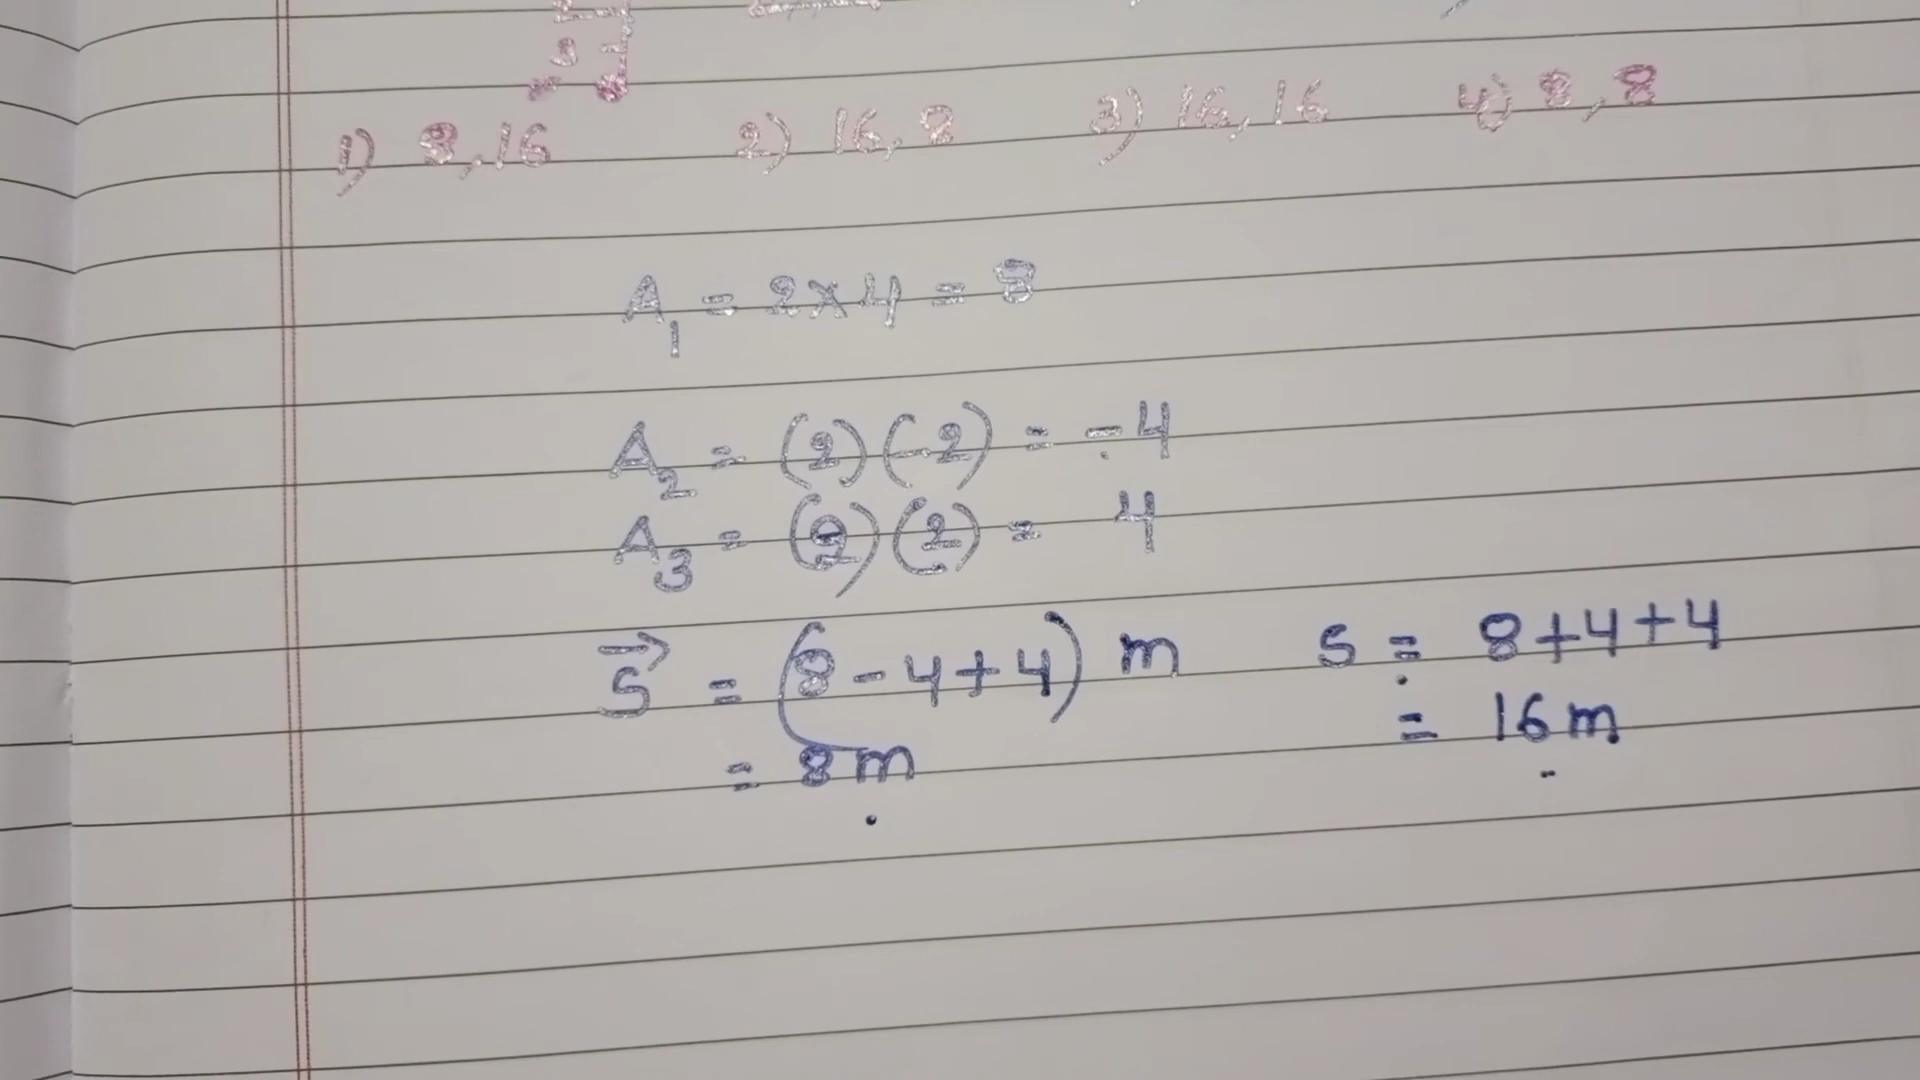 1) 8,16 2) 16,8 3) 16,16 4) 8,8
A₁ = 2×4 = 8
A₂ = (2)(-2) = -4
A₃ = (2)(2) = 4
S⃗ = (8-4+4) m S = 8+4+4
= 8m = 16m